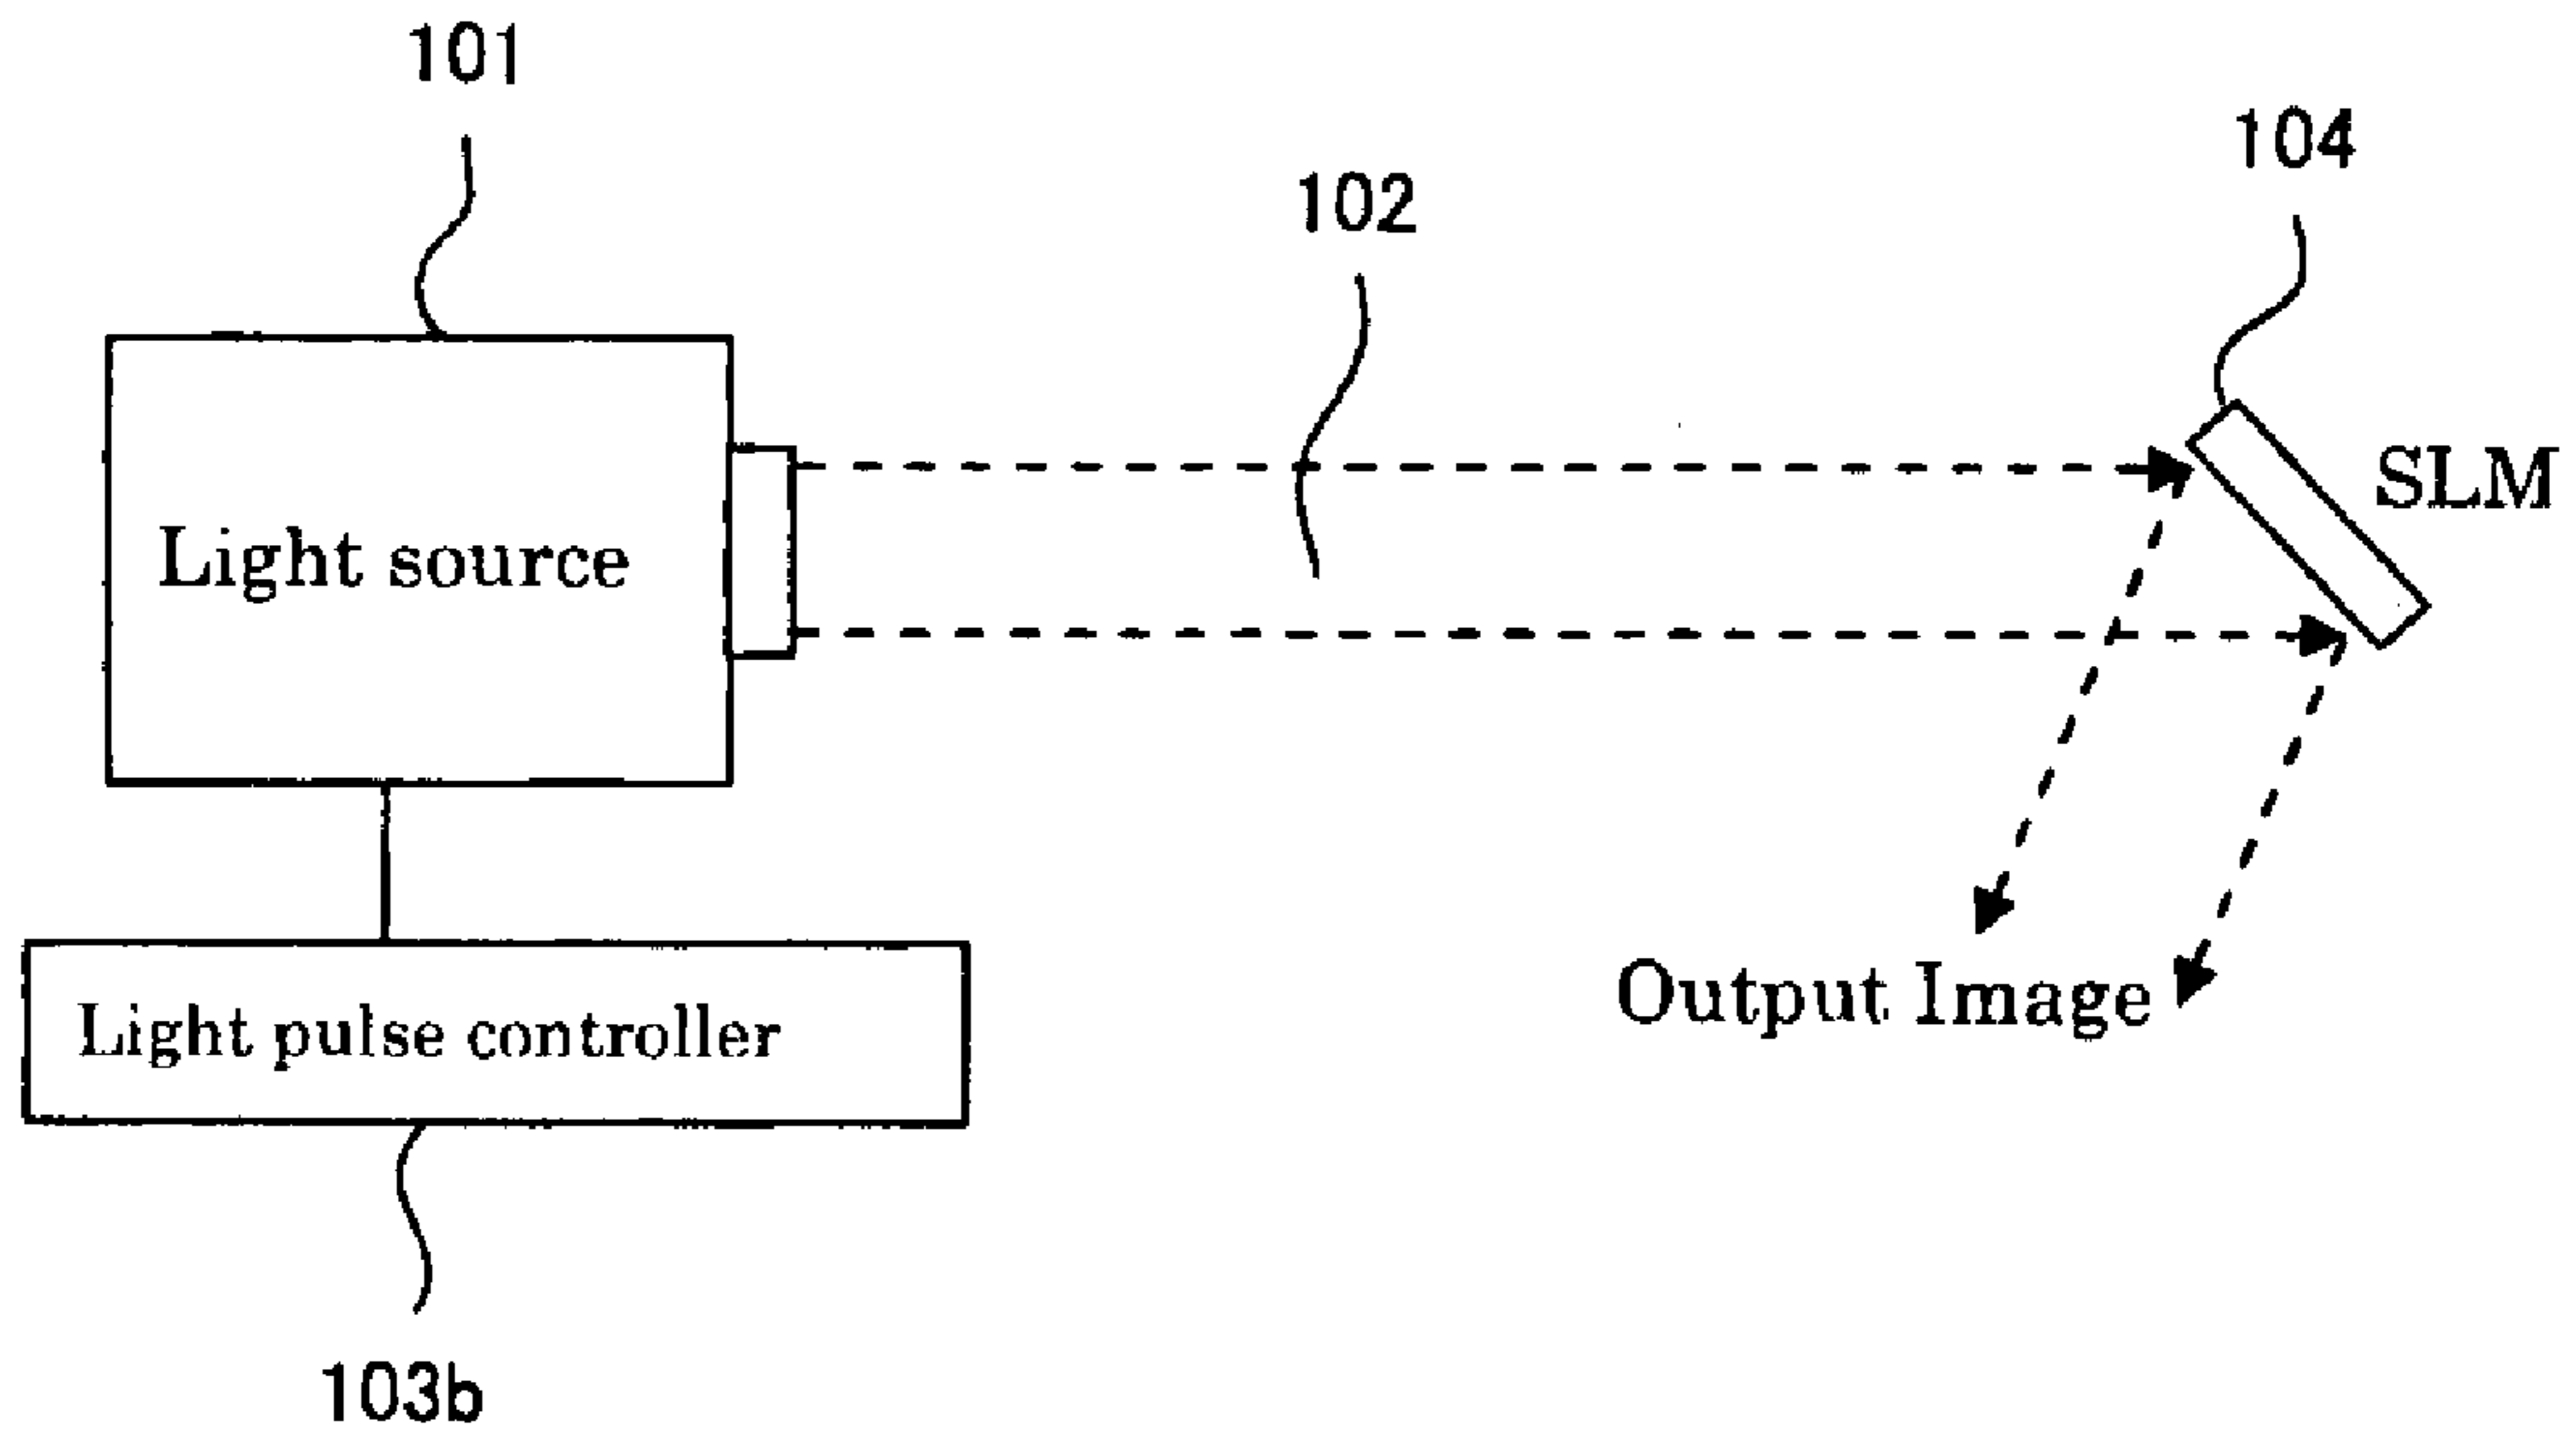 101
104
102
SLM
Light source
Output Image
Light pulse controller
103b